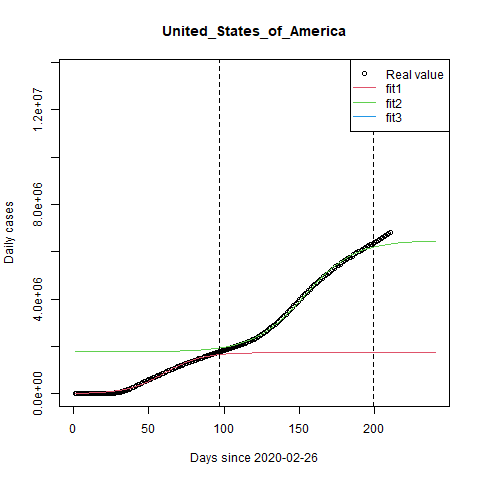 United_States_of_America
Real value
fit1
fit2
fit3
Daily cases
1.2e+07
8.0e+06
4.0e+06
0.0e+00
0
50
100
150
200
Days since 2020-02-26